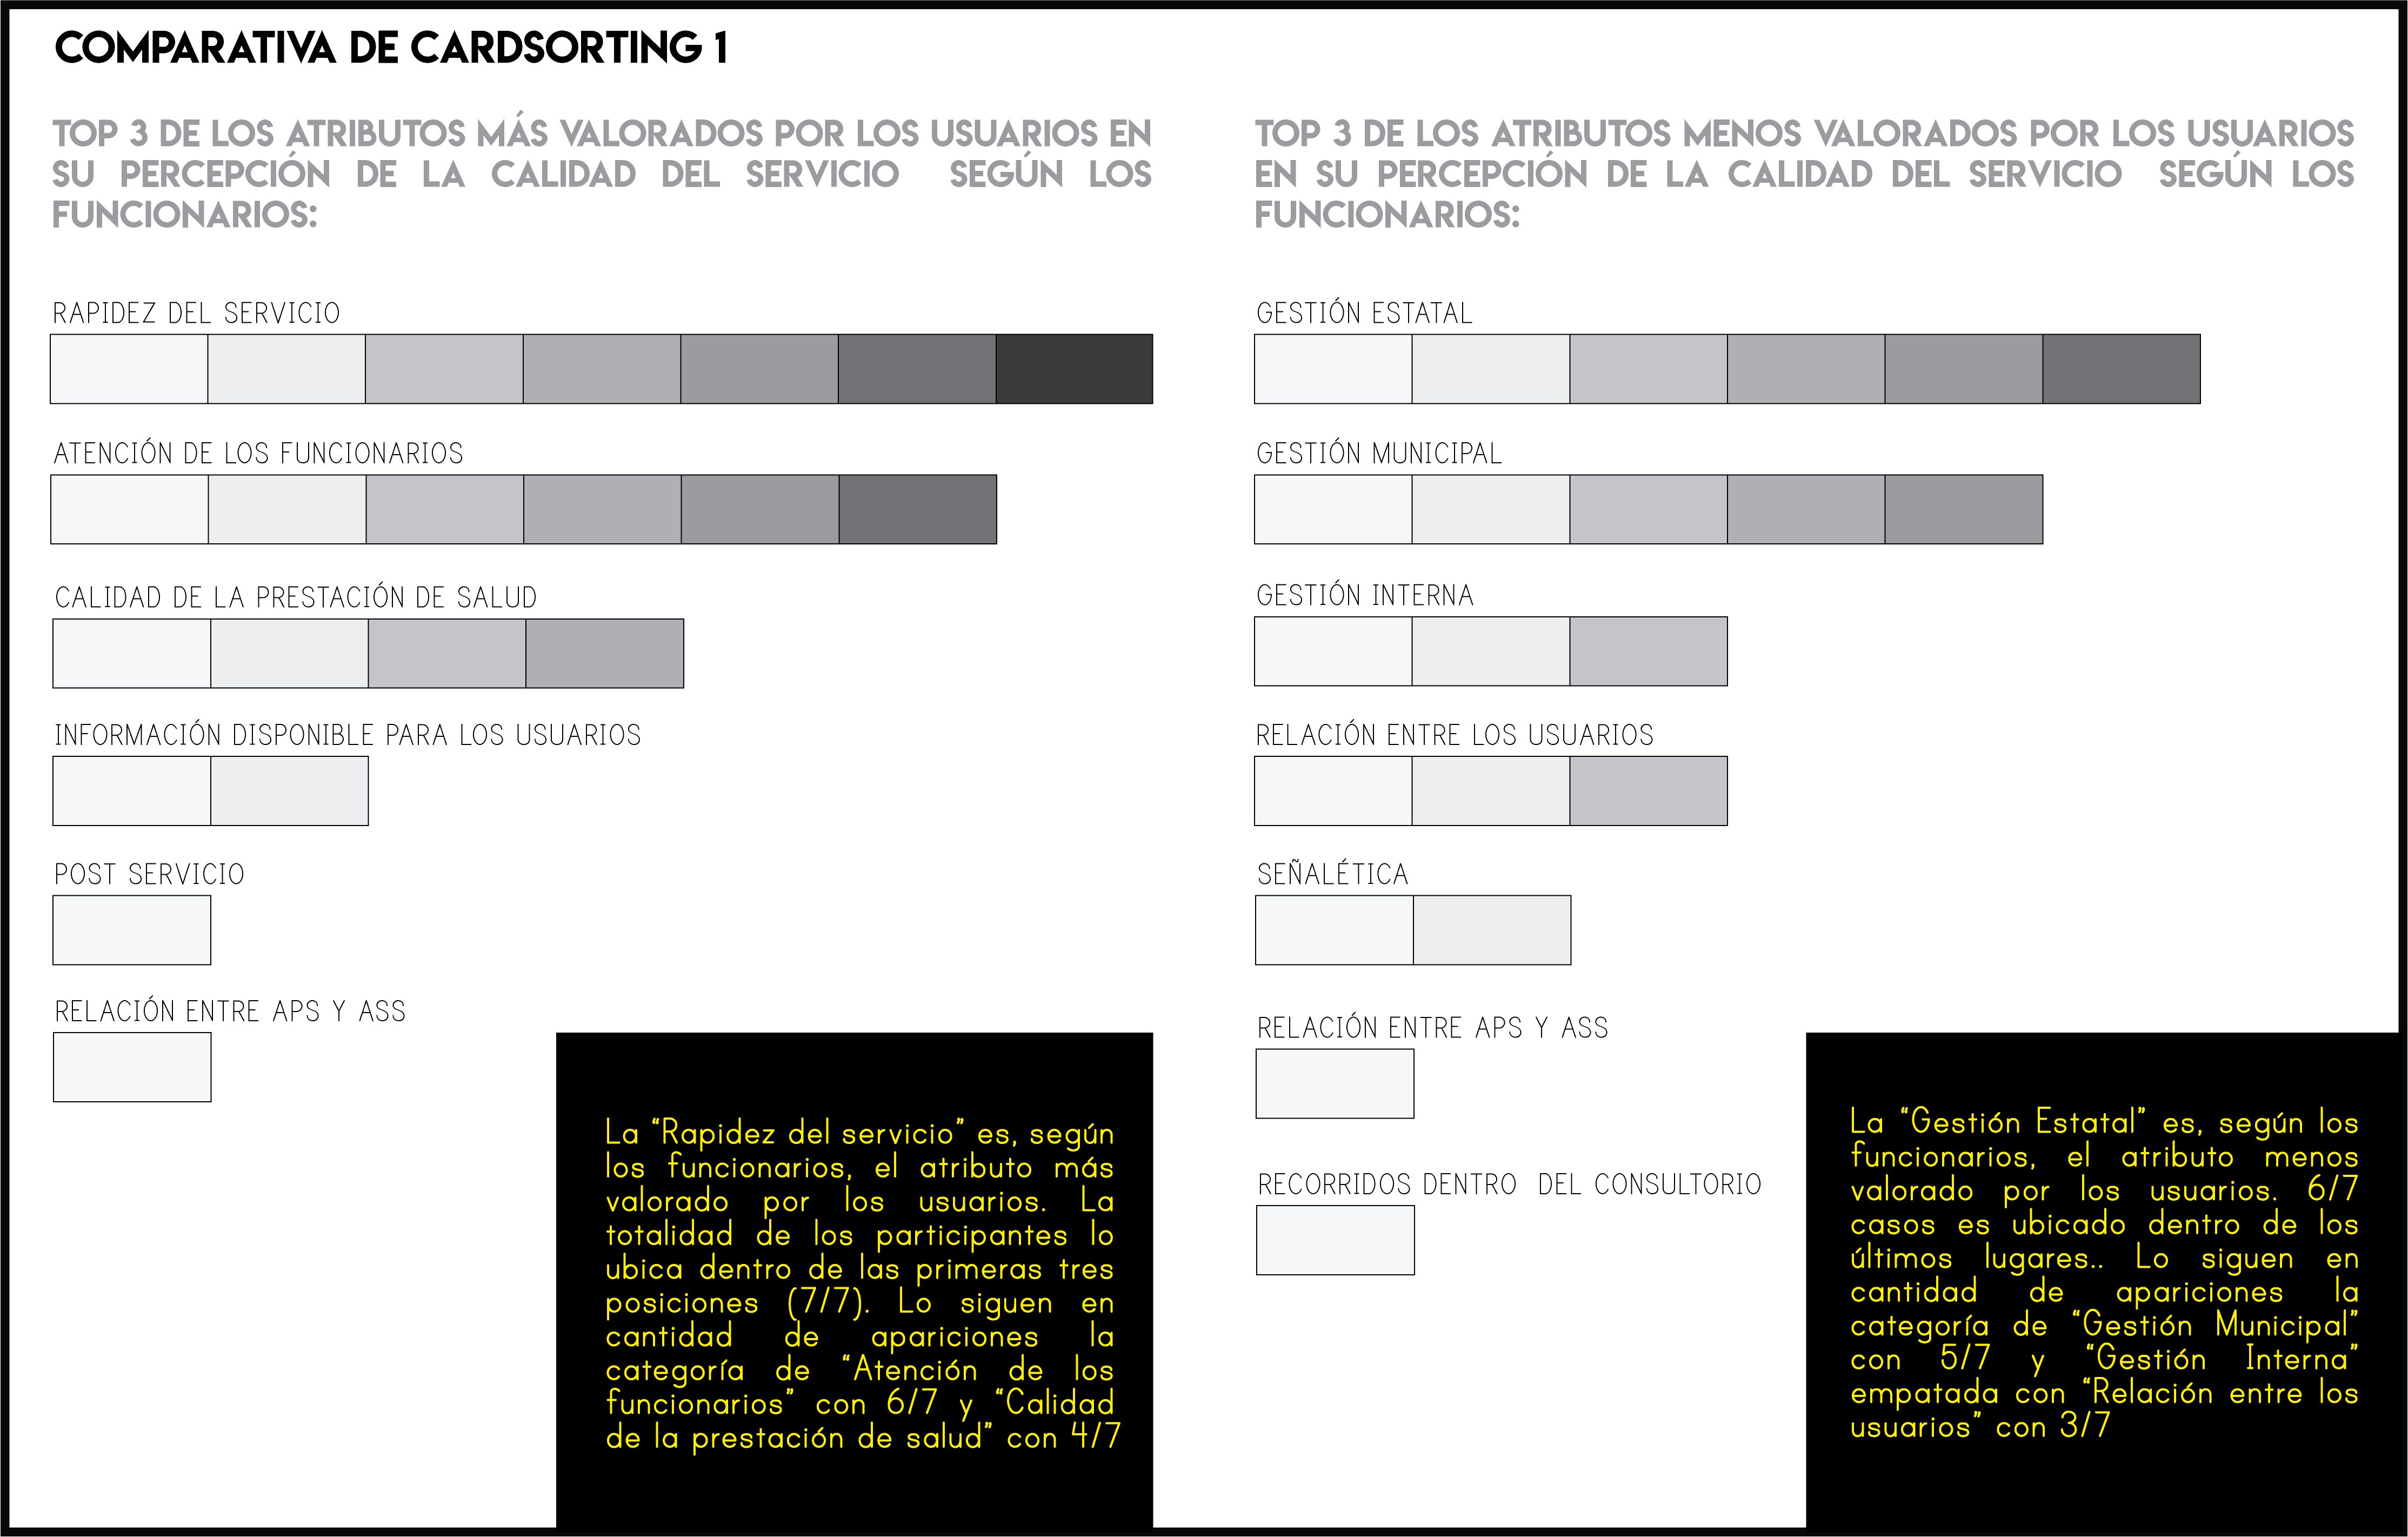 COMPARATIVA DE CARDSORTING 1
TOP 3 DE LOS ATRIBUTOS MÁS VALORADOS POR LOS USUARIOS EN
SU PERCEPCIÓN DE LA CALIDAD DEL SERVICIO SEGÚN LOS
FUNCIONARIOS:
RAPIDEZ DEL SERVICIO
ATENCIÓN DE LOS FUNCIONARIOS
CALIDAD DE LA PRESTACIÓN DE SALUD
INFORMACIÓN DISPONIBLE PARA LOS USUARIOS
POST SERVICIO
RELACIÓN ENTRE APS Y ASS
La “Rapidez del servicio” es, según
los funcionarios, el atributo más
valorado por los usuarios. La
totalidad de los participantes lo
ubica dentro de las primeras tres
posiciones (7/7). Lo siguen en
cantidad de apariciones la
categoría de “Atención de los
funcionarios” con 6/7 y “Calidad
de la prestación de salud” con 4/7
TOP 3 DE LOS ATRIBUTOS MENOS VALORADOS POR LOS USUARIOS
EN SU PERCEPCIÓN DE LA CALIDAD DEL SERVICIO SEGÚN LOS
FUNCIONARIOS:
GESTIÓN ESTATAL
GESTIÓN MUNICIPAL
GESTIÓN INTERNA
RELACIÓN ENTRE LOS USUARIOS
SEÑALÉTICA
RELACIÓN ENTRE APS Y ASS
RECORRIDOS DENTRO DEL CONSULTORIO
La “Gestión Estatal” es, según los
funcionarios, el atributo menos
valorado por los usuarios. 6/7
casos es ubicado dentro de los
últimos lugares.. Lo siguen en
cantidad de apariciones la
categoría de “Gestión Municipal”
con 5/7 y “Gestión Interna”
empatada con “Relación entre los
usuarios” con 3/7